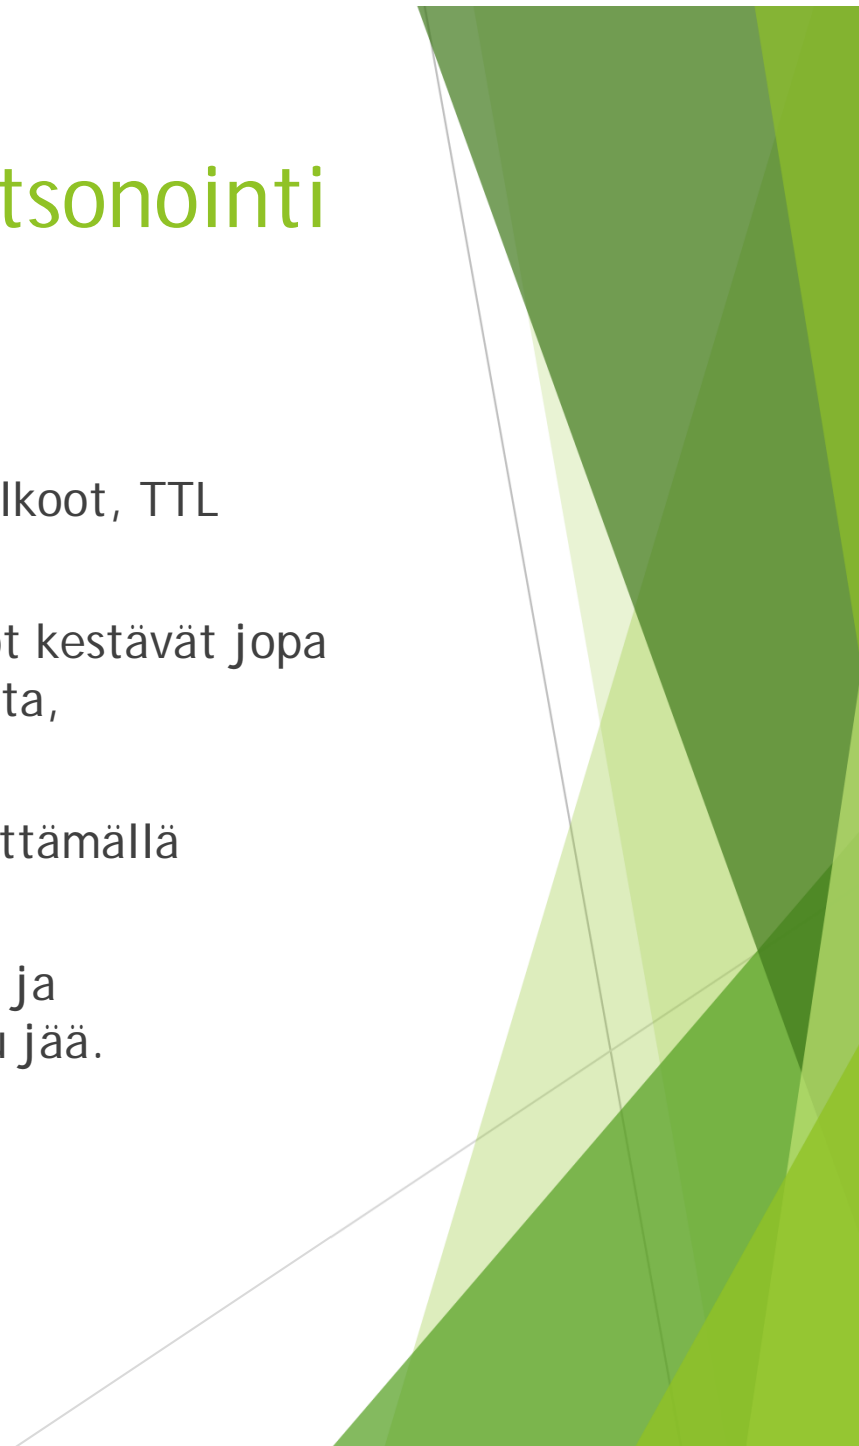 tsonointi
lkoot, TTL
t kestävät jopa
ta,
ttämällä
ja
jää.